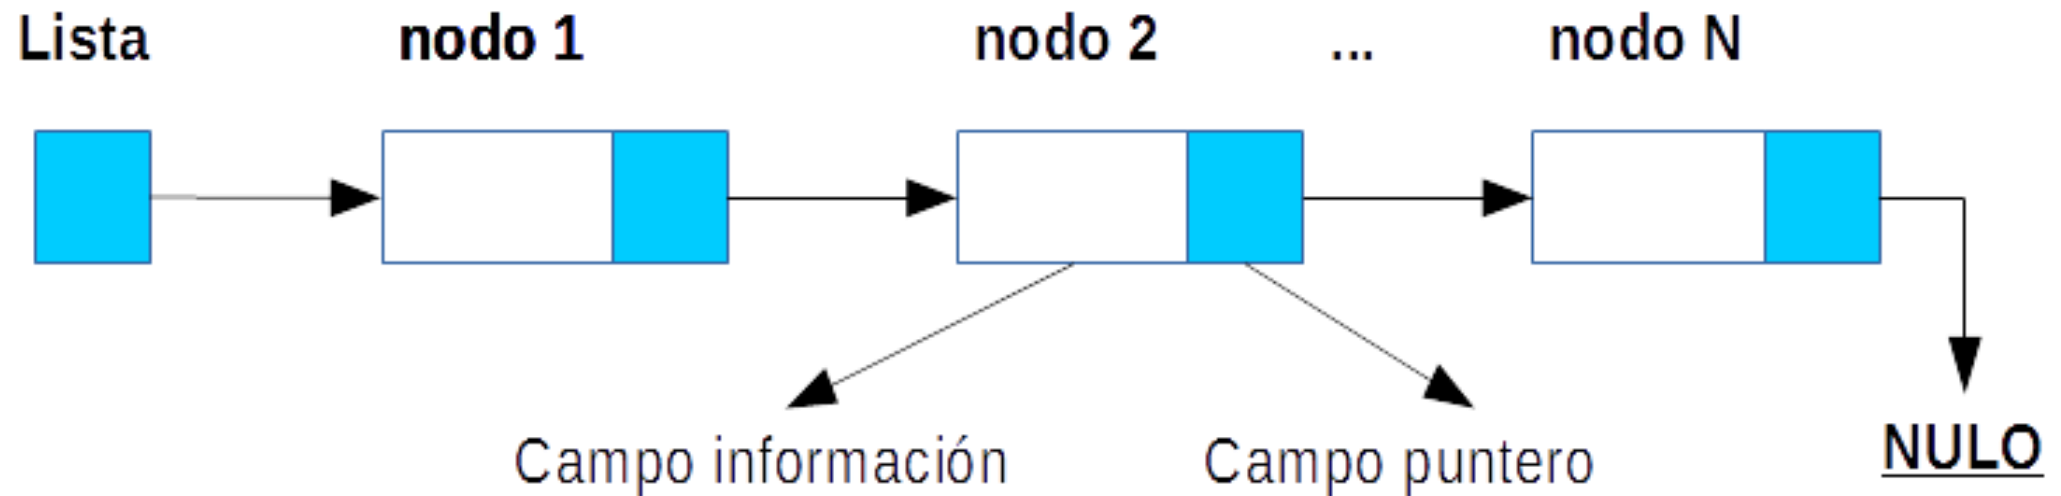 Lista nodo 1 nodo 2 ... nodo N
Campo información Campo puntero NULO